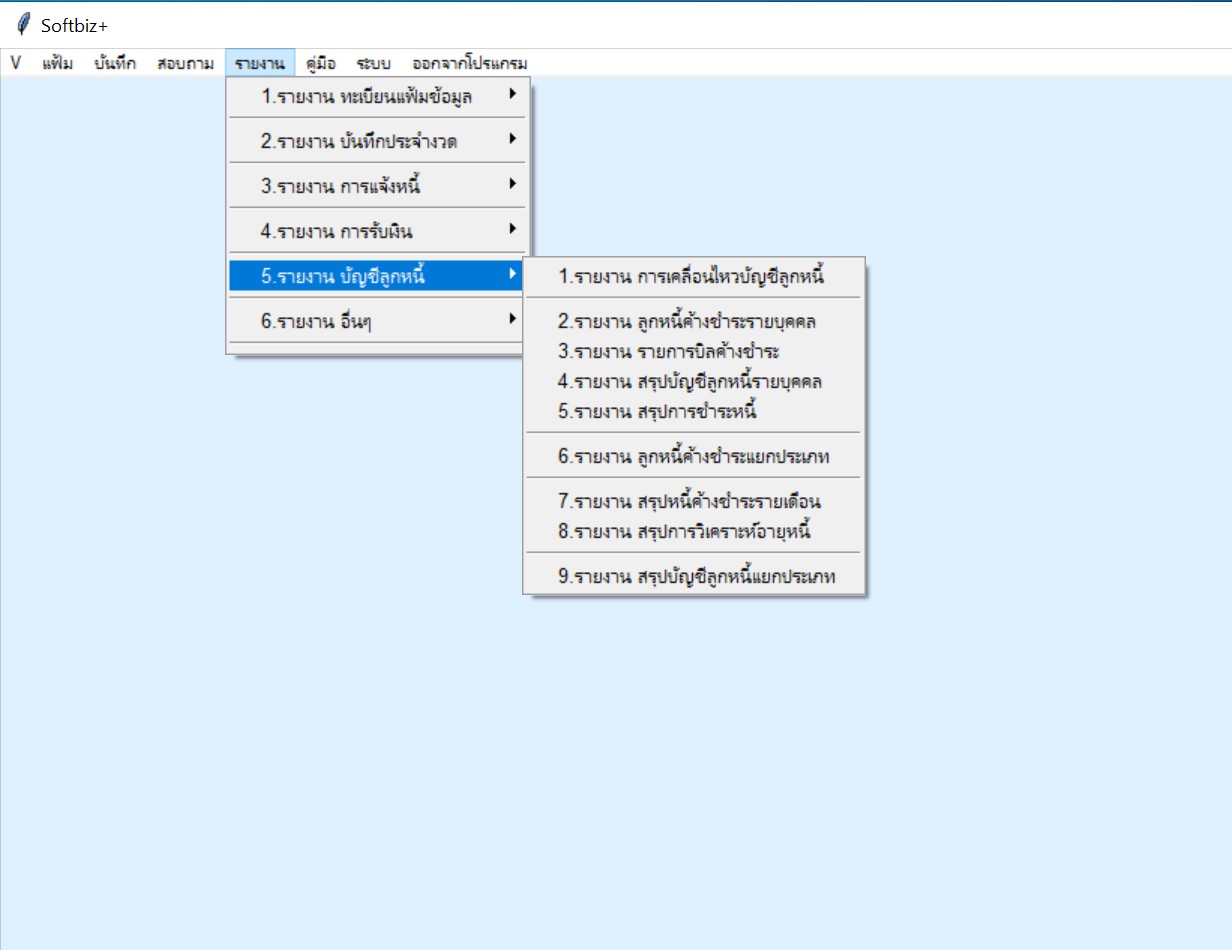 Softbiz+
V แฟ้ม บันทึก สอบถาม รายงาน คู่มือ ระบบ ออกจากโปรแกรม
1.รายงาน ทะเบียนแฟ้มข้อมูล
2.รายงาน บันทึกประจำงวด
3.รายงาน การแจ้งหนี้
4.รายงาน การรับเงิน
5.รายงาน บัญชีลูกหนี้
6.รายงาน อื่นๆ
1.รายงาน การเคลื่อนไหวบัญชีลูกหนี้
2.รายงาน ลูกหนี้ค้างชำระรายบุคคล
3.รายงาน รายการบิลค้างชำระ
4.รายงาน สรุปบัญชีลูกหนี้รายบุคคล
5.รายงาน สรุปการชำระหนี้
6.รายงาน ลูกหนี้ค้างชำระแยกประเภท
7.รายงาน สรุปหนี้ค้างชำระรายเดือน
8.รายงาน สรุปการวิเคราะห์อายุหนี้
9.รายงาน สรุปบัญชีลูกหนี้แยกประเภท